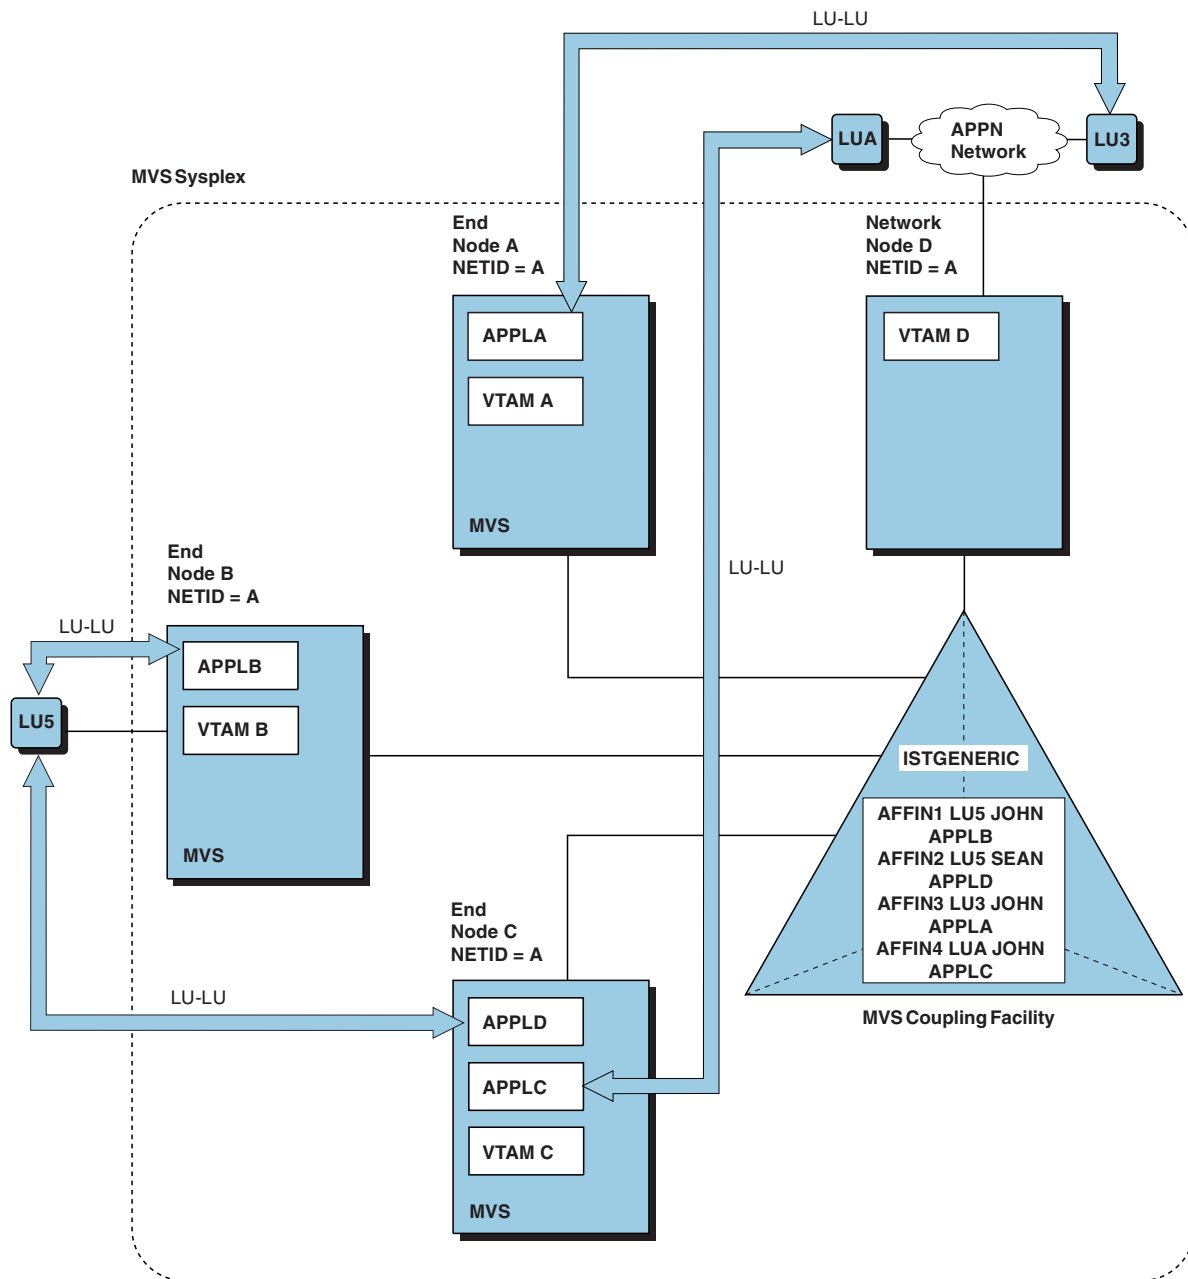 LU-LU
LUA
APPN
Network
LU3
MVS Sysplex
End
Node A
NETID = A
Network
Node D
NETID = A
APPLA
VTAM A
MVS
VTAM D
End
Node B
NETID = A
LU-LU
LU-LU
APPLB
LU5
VTAM B
MVS
ISTGENERIC
AFFIN1 LU5 JOHN
APPLB
AFFIN2 LU5 SEAN
APPLD
AFFIN3 LU3 JOHN
APPLA
AFFIN4 LUA JOHN
APPLC
MVS Coupling Facility
End
Node C
NETID = A
LU-LU
APPLD
APPLC
VTAM C
MVS